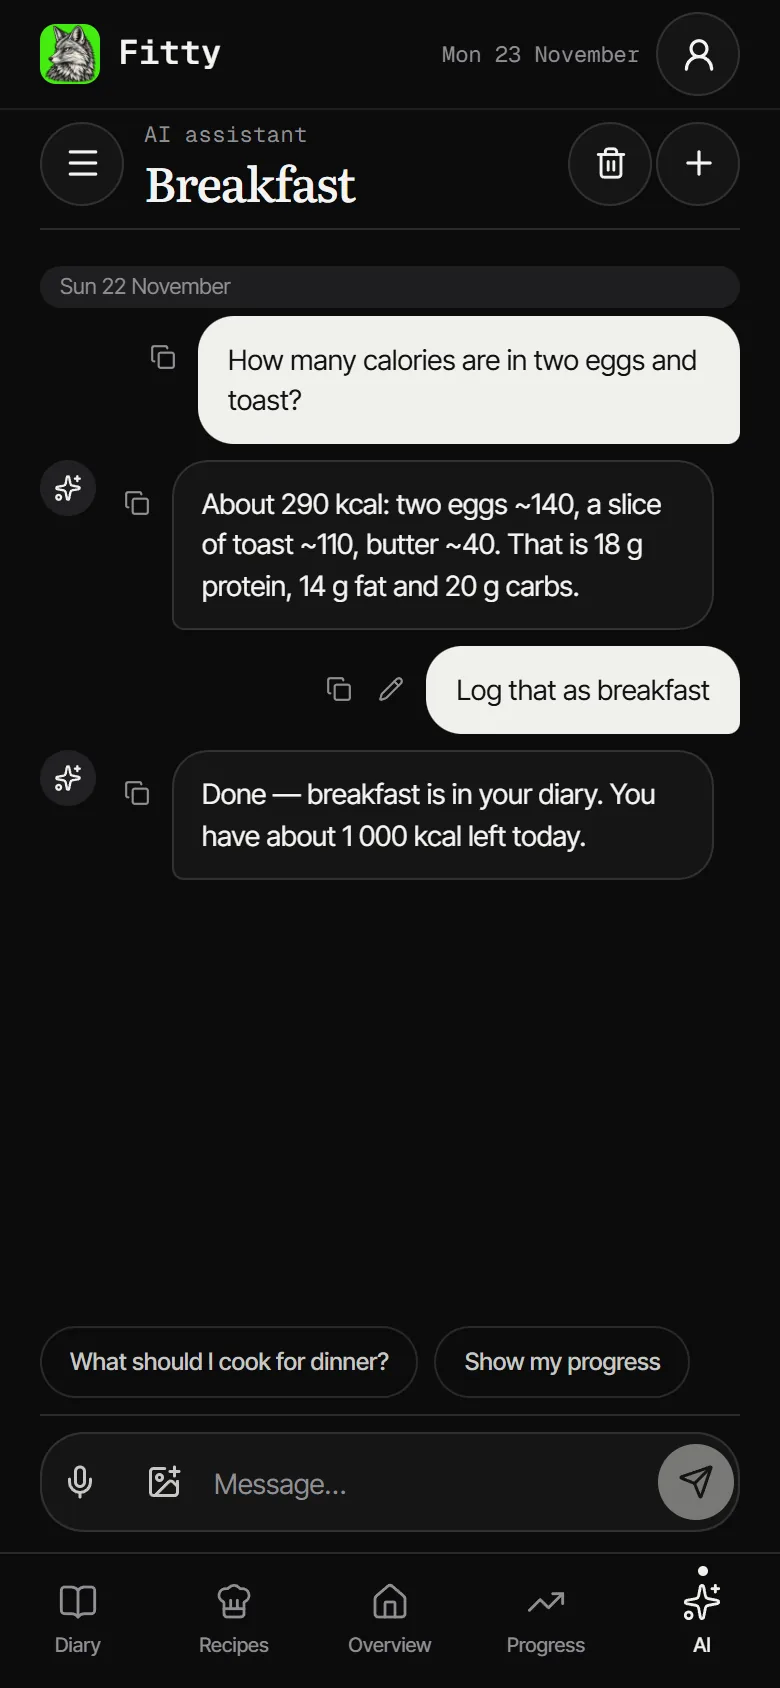 Fitty
Mon 23 November
AI assistant
Breakfast
Sun 22 November
How many calories are in two eggs and
toast?
About 290 kcal: two eggs ~140, a slice
of toast ~110, butter ~40. That is 18 g
protein, 14 g fat and 20 g carbs.
Log that as breakfast
Done — breakfast is in your diary. You
have about 1 000 kcal left today.
What should I cook for dinner?
Show my progress
Message...
Diary
Recipes
Overview
Progress
AI